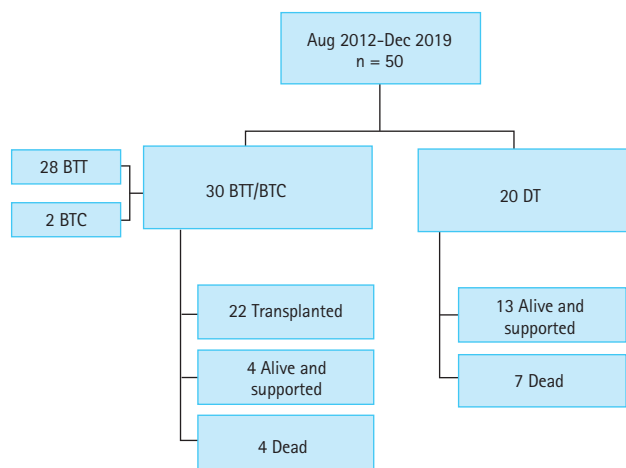 Aug 2012-Dec 2019
n = 50
28 BTT
2 BTC
30 BTT/BTC
20 DT
22 Transplanted
4 Alive and
supported
4 Dead
13 Alive and
supported
7 Dead